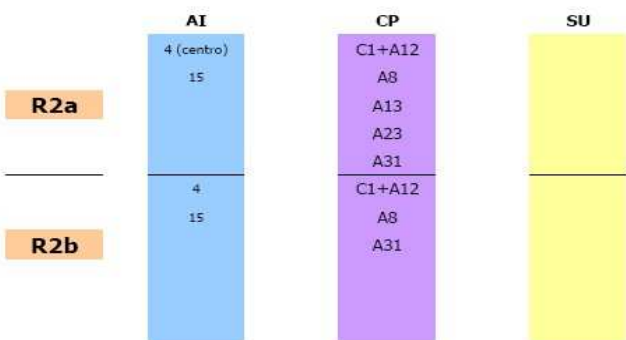 AI CP SU
4 (centro) C1+A12
15 A8
R2a A13
A23
A31
4 C1+A12
15 A8
R2b A31